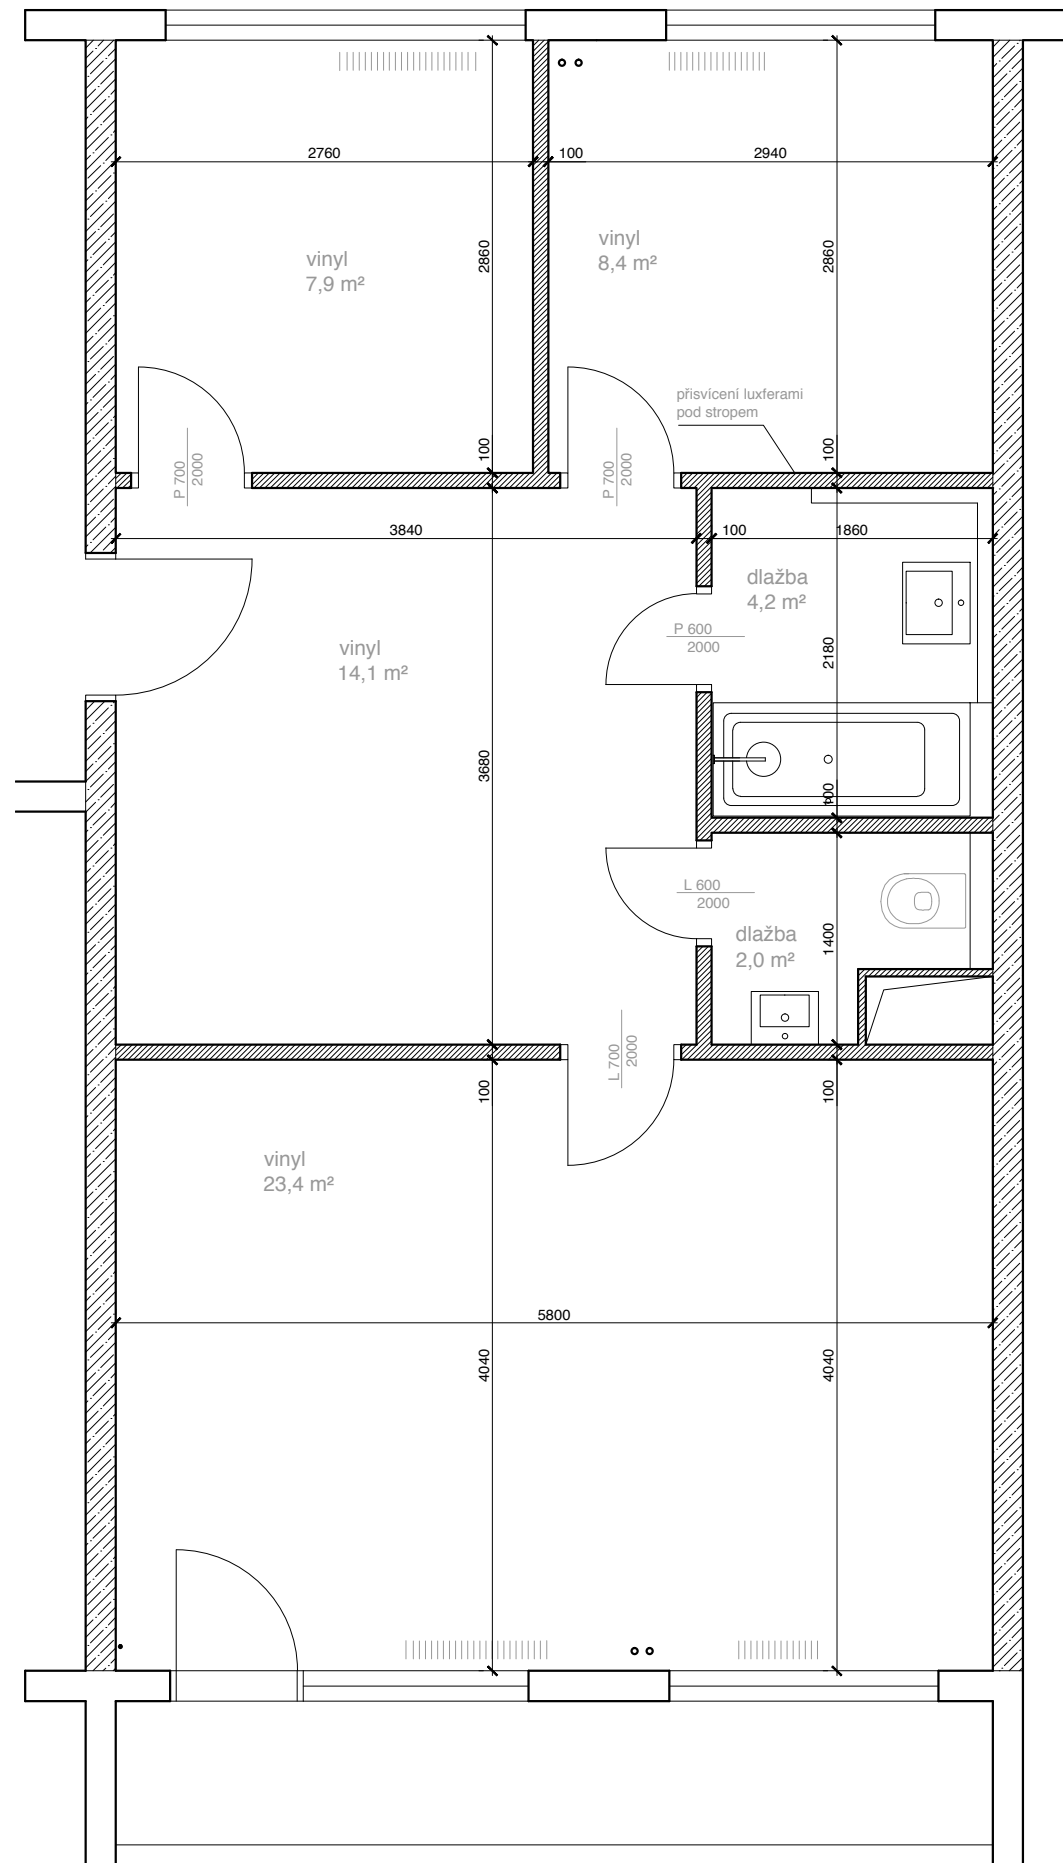 2760
100
2940
2860
2860
vinyl
7,9 m²
vinyl
8,4 m²
přisvícení luxferami
pod stropem
100
100
P 700
2000
P 700
2000
3840
100
1860
dlažba
4,2 m²
P 600
2000
2180
vinyl
14,1 m²
3680
100
L 600
2000
dlažba
2,0 m²
1400
L 700
2000
100
100
vinyl
23,4 m²
5800
4040
4040